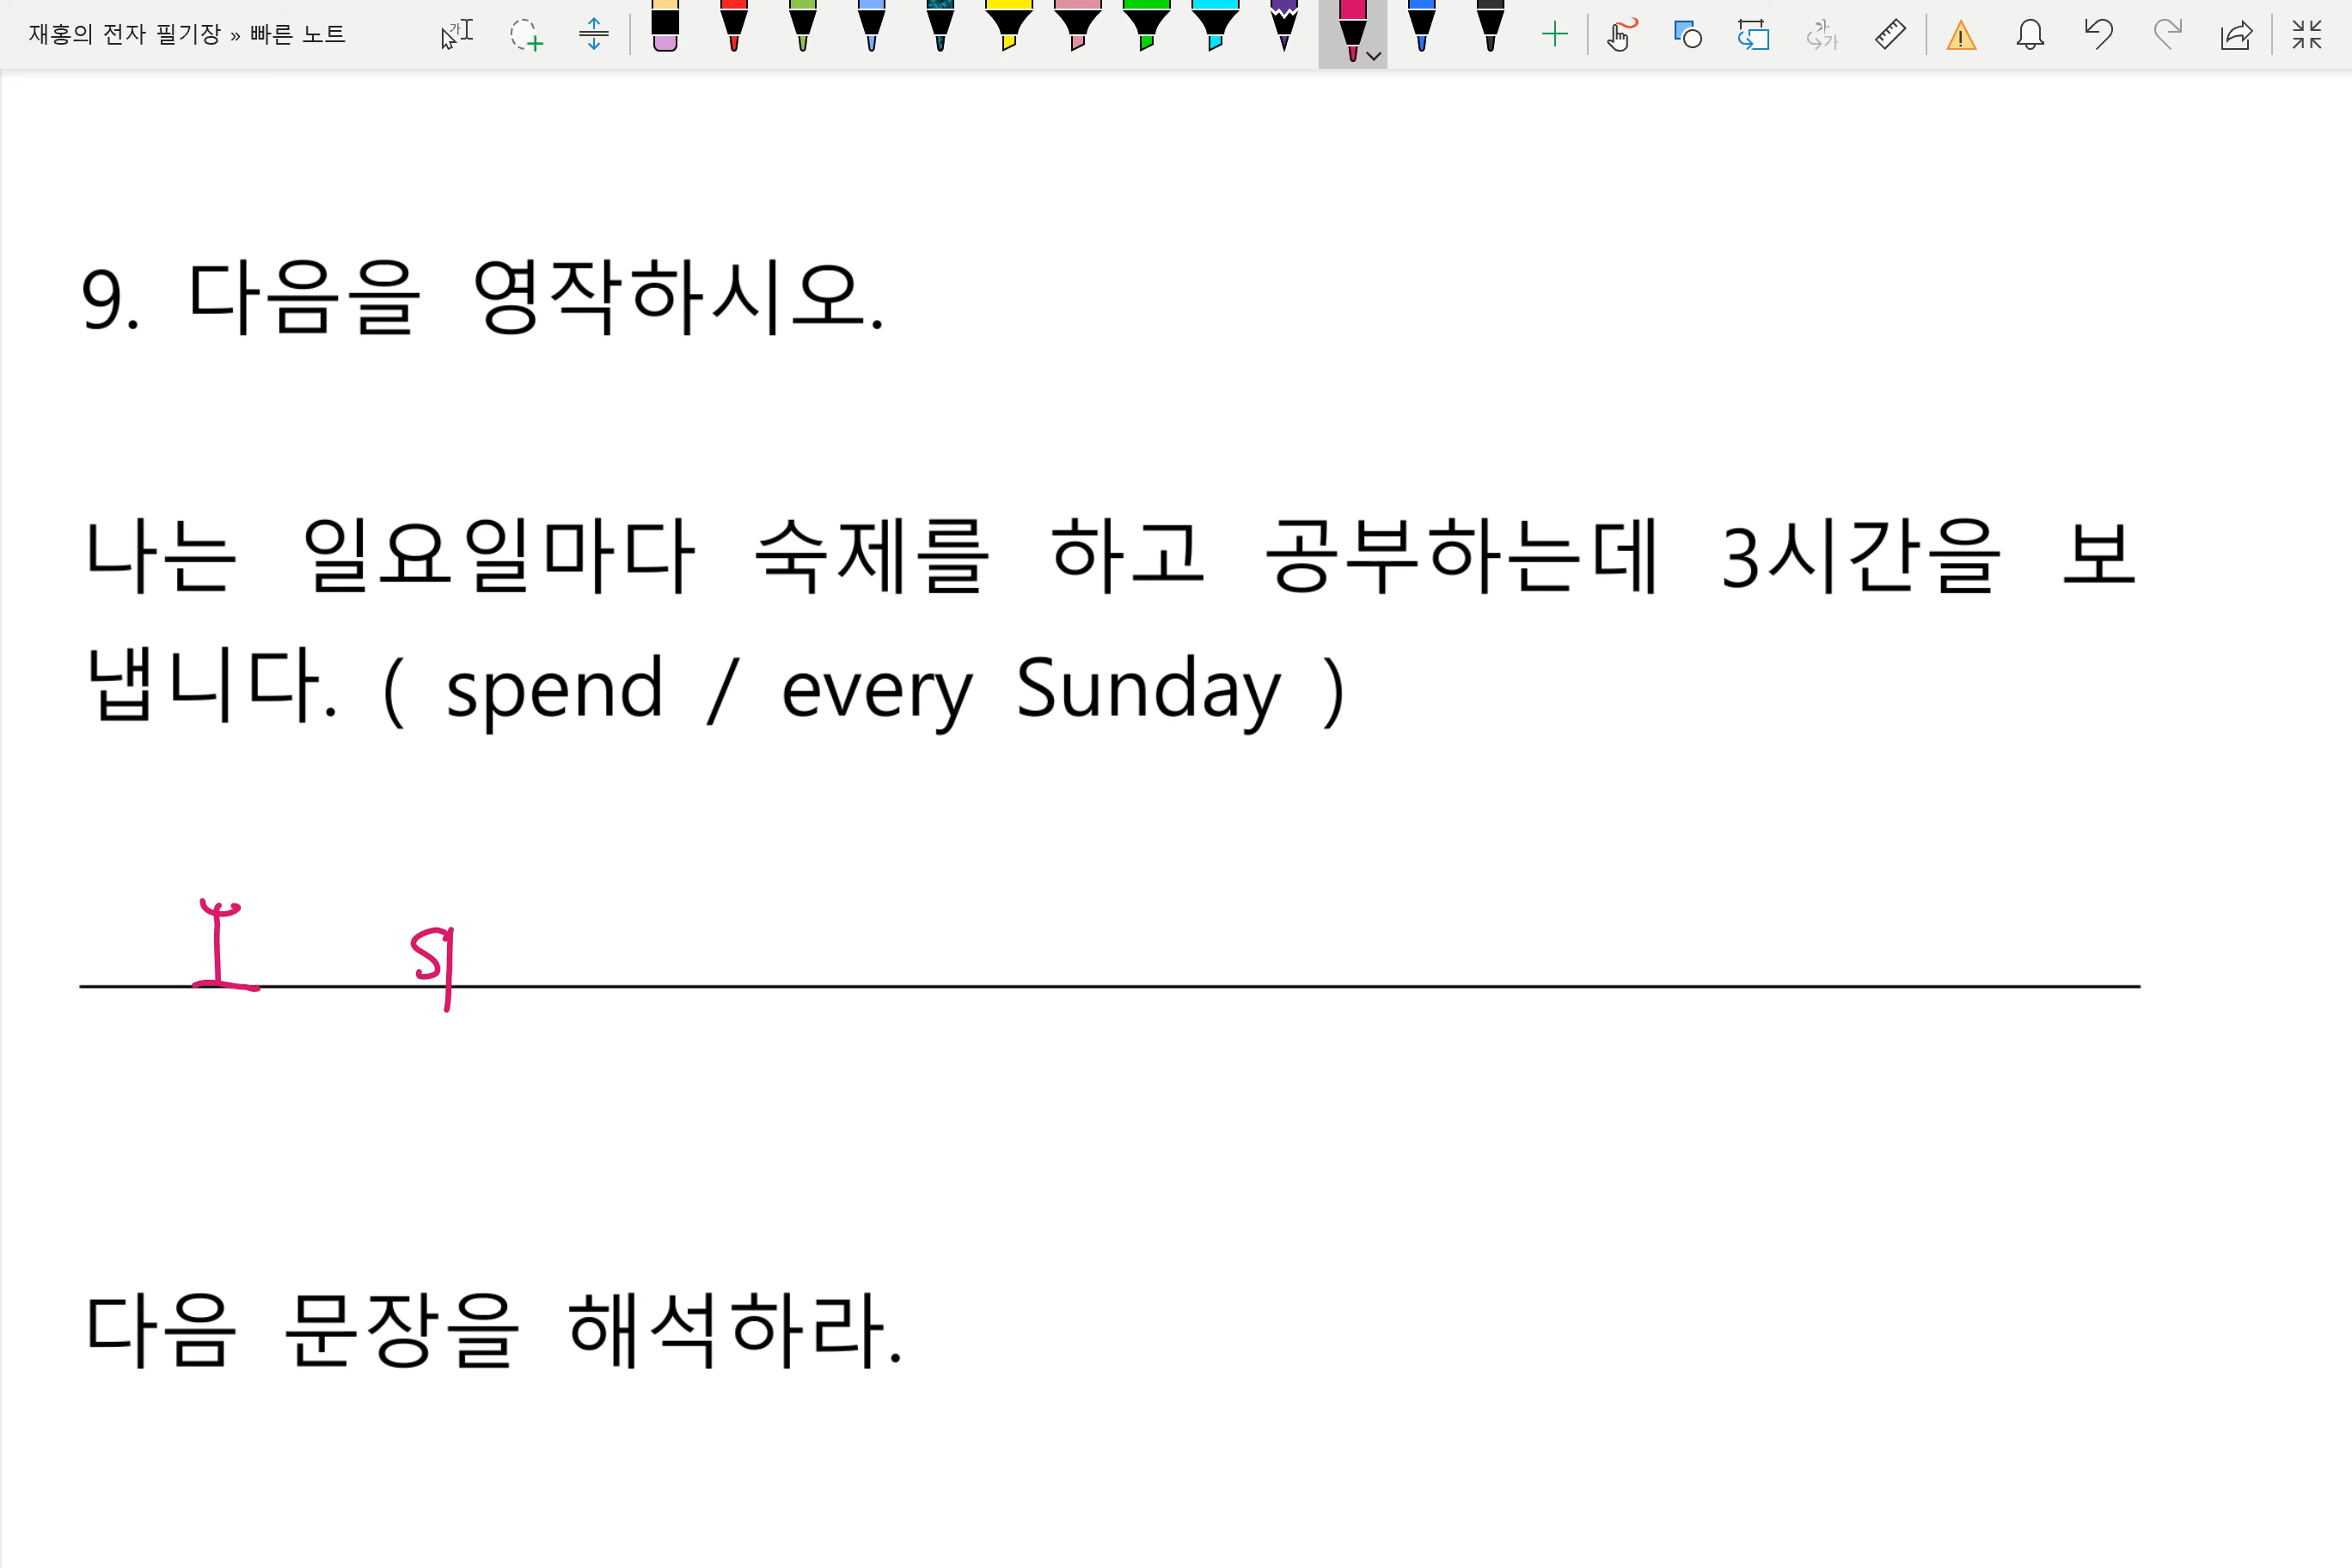 재홍의 전자 필기장 » 빠른 노트
9. 다음을 영작하시오.
나는 일요일마다 숙제를 하고 공부하는데 3시간을 보
냅니다. ( spend / every Sunday )
I sp
다음 문장을 해석하라.